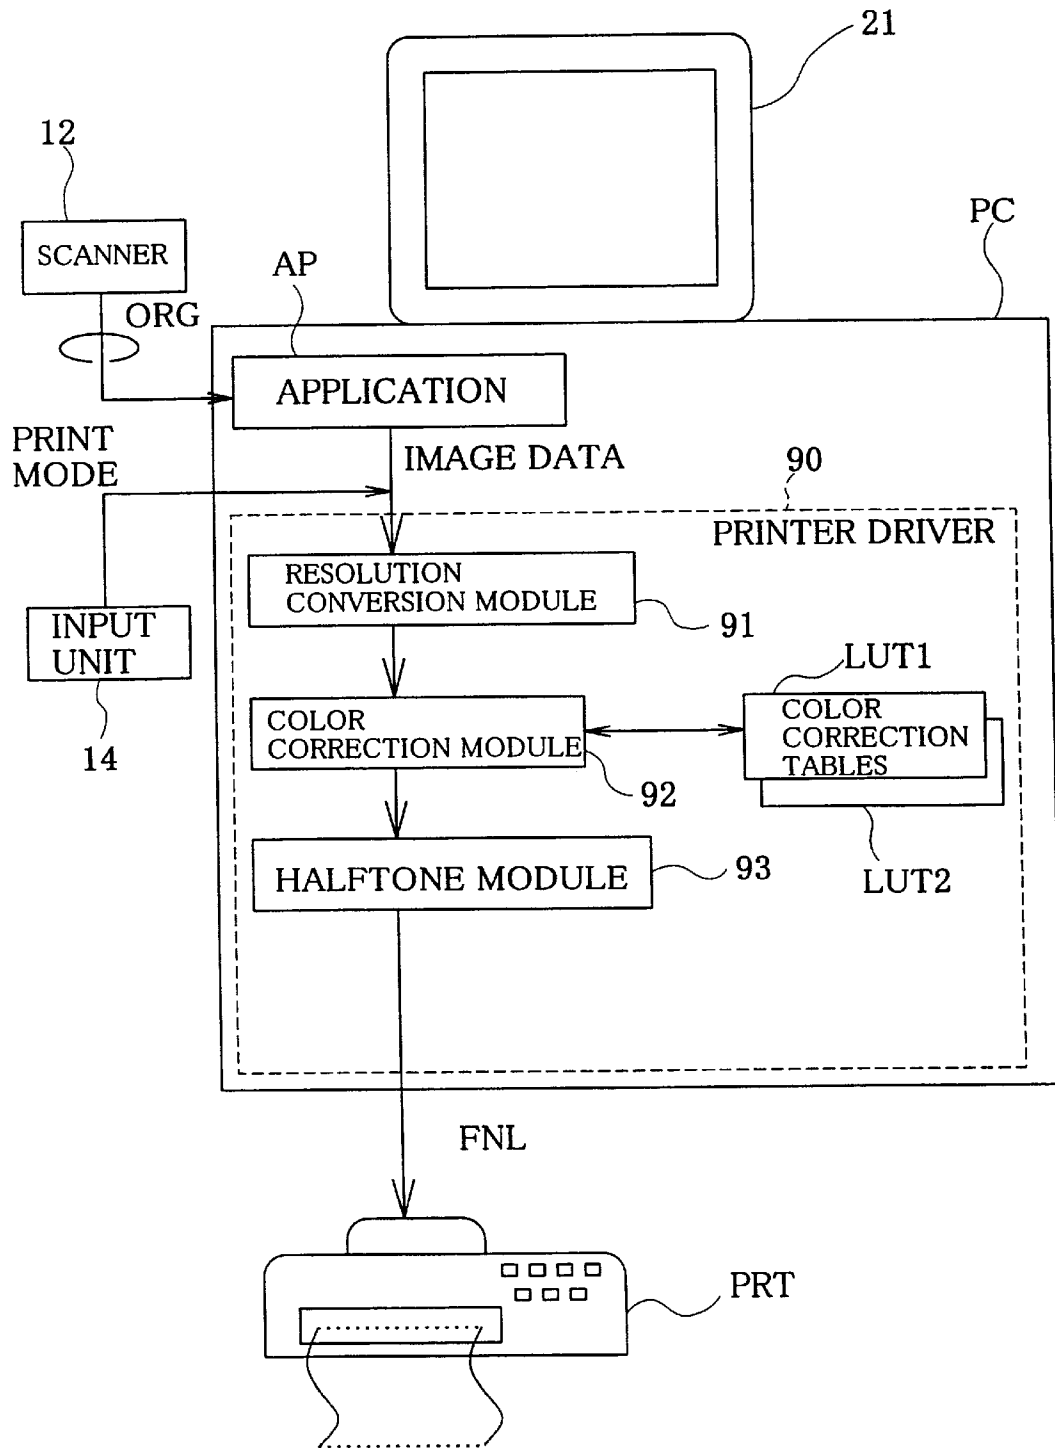 21
12
PC
SCANNER
AP
ORG
APPLICATION
PRINT
MODE
IMAGE DATA
90
PRINTER DRIVER
RESOLUTION
CONVERSION MODULE
91
INPUT
UNIT
LUT1
COLOR
CORRECTION MODULE
COLOR
CORRECTION
TABLES
14
92
HALFTONE MODULE
93
LUT2
FNL
PRT